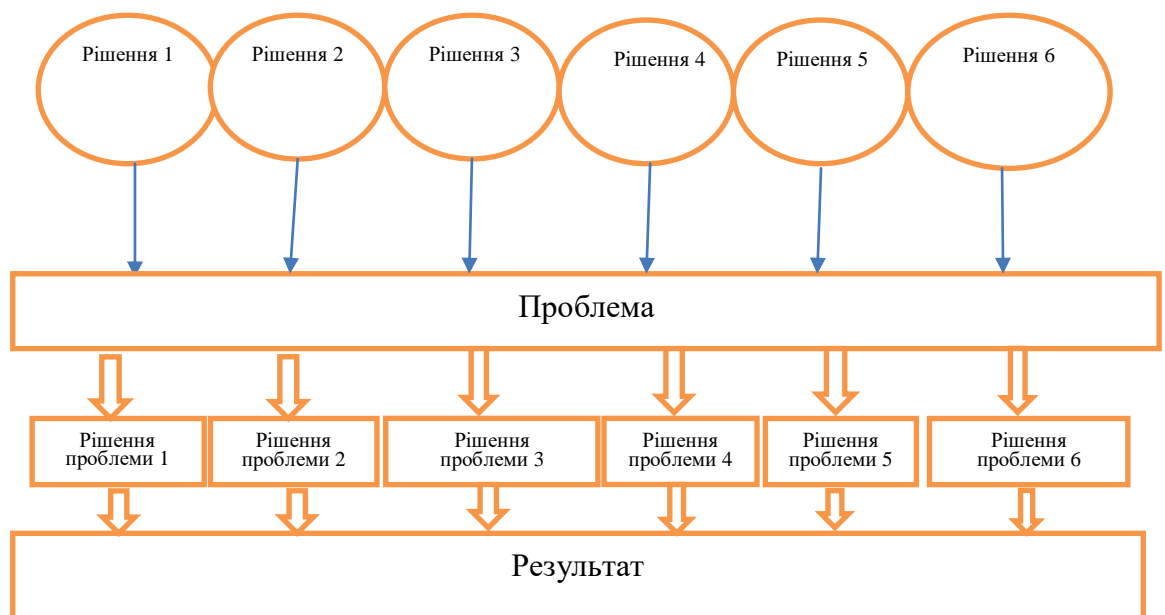 Рішення 1
Рішення 2
Рішення 3
Рішення 4
Рішення 5
Рішення 6
Проблема
Рішення
проблеми 1
Рішення
проблеми 2
Рішення
проблеми 3
Рішення
проблеми 4
Рішення
проблеми 5
Рішення
проблеми 6
Результат